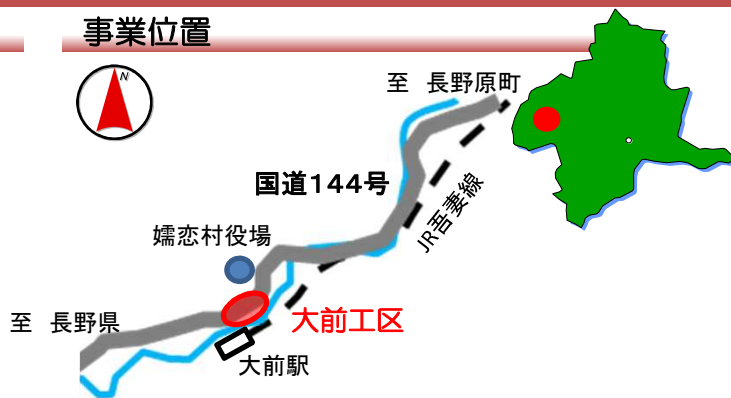 事業位置
N
至 長野原町
国道144号
JR吾妻線
嬬恋村役場
至 長野県
大前工区
大前駅